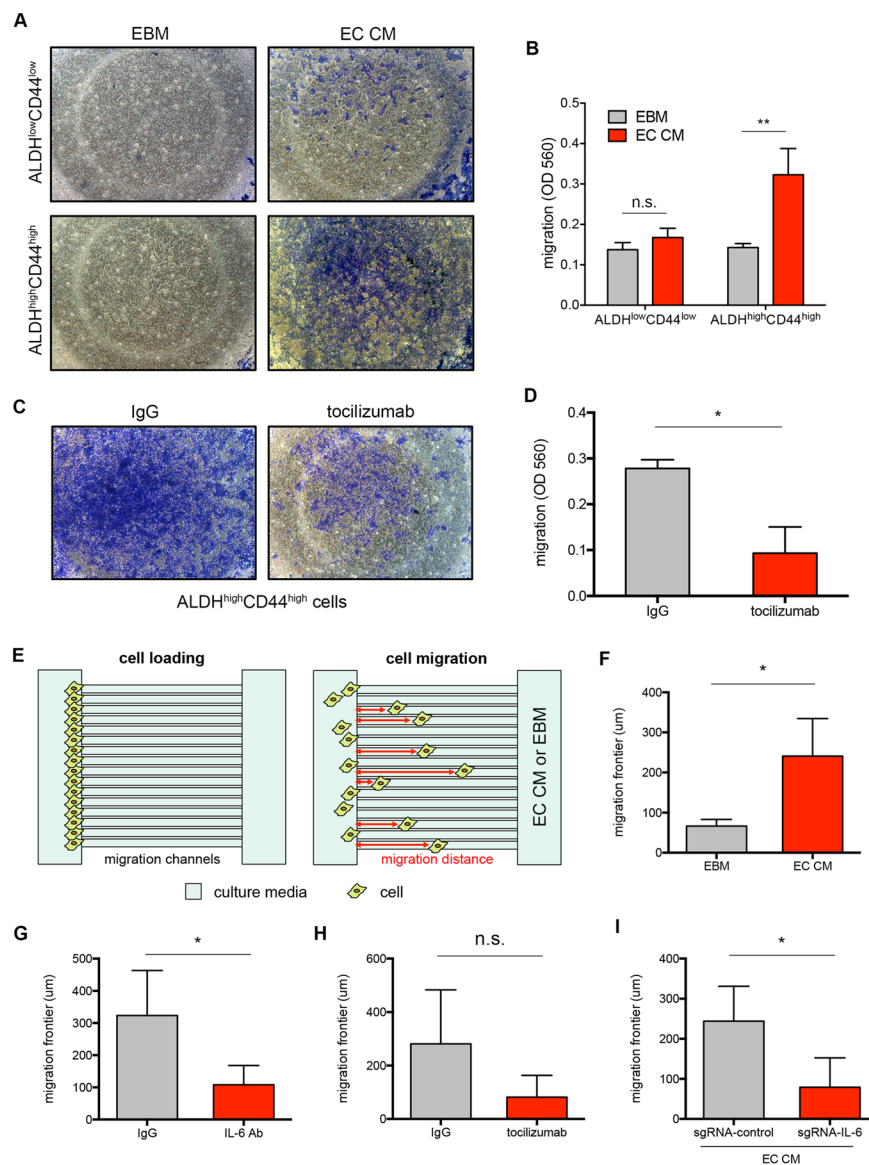 A
EBM
EC CM
ALDHlowCD44low
ALDHhighCD44high
B
migration (OD 560)
0.5
0.4
0.3
0.2
0.1
0.0
EBM
EC CM
n.s.
**
ALDHlowCD44low
ALDHhighCD44high
C
IgG
tocilizumab
ALDHhighCD44high cells
D
migration (OD 560)
0.4
0.3
0.2
0.1
0.0
*
IgG
tocilizumab
E
cell loading
cell migration
migration channels
migration distance
EC CM or EBM
culture media
cell
F
migration frontier (um)
400
300
200
100
0
*
EBM
EC CM
G
migration frontier (um)
500
400
300
200
100
0
*
IgG
IL-6 Ab
H
migration frontier (um)
600
400
200
0
n.s.
IgG
tocilizumab
I
migration frontier (um)
400
300
200
100
0
*
sgRNA-control
sgRNA-IL-6
EC CM